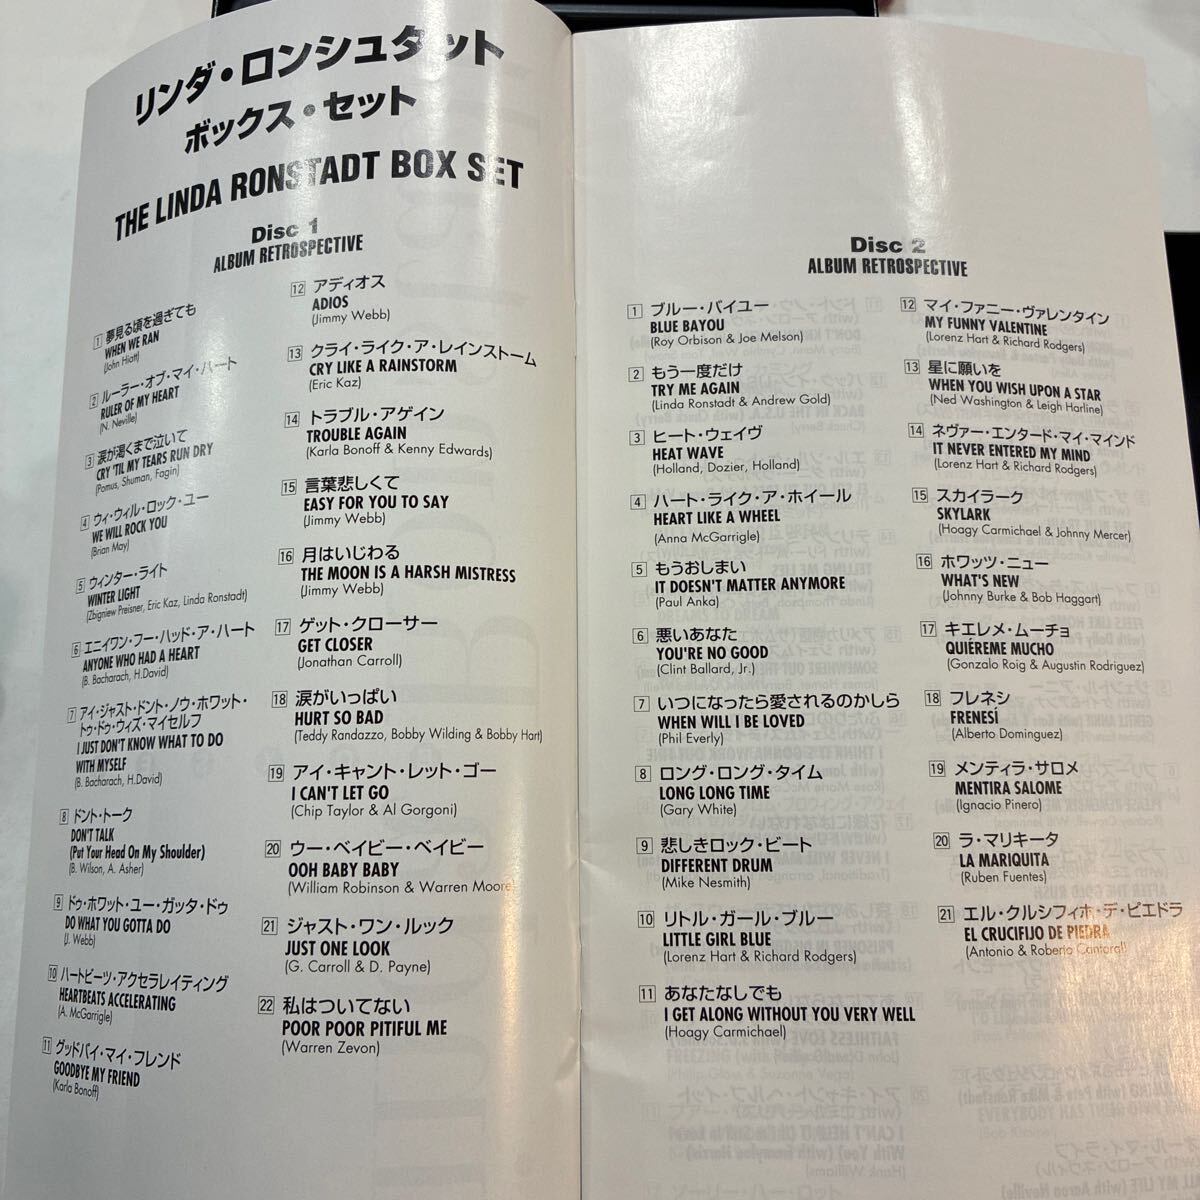 リンダ・ロンシュタット
ボックス・セット
THE LINDA RONSTADT BOX SET
Disc 1
ALBUM RETROSPECTIVE
1 夢見る頃を過ぎても
WHEN WE RAN
(John Hiatt)
2 ルーラー・オブ・マイ・ハート
RULER OF MY HEART
(N. Neville)
3 涙が渇くまで泣いて
CRY 'TIL MY TEARS RUN DRY
(Pomus, Shuman, Fagin)
4 ウィ・ウィル・ロック・ユー
WE WILL ROCK YOU
(Brian May)
5 ウィンター・ライト
WINTER LIGHT
(Zbigniew Preisner, Eric Kaz, Linda Ronstadt)
6 エニイワン・フー・ハッド・ア・ハート
ANYONE WHO HAD A HEART
(B. Bacharach, H.David)
7 アイ・ジャスト・ドント・ノウ・ホワット・
トゥ・ドゥ・ウィズ・マイセルフ
I JUST DON'T KNOW WHAT TO DO
WITH MYSELF
(B. Bacharach, H.David)
8 ドント・トーク
DON'T TALK
(Put Your Head On My Shoulder)
(B. Wilson, A. Asher)
9 ドゥ・ホワット・ユー・ガッタ・ドゥ
DO WHAT YOU GOTTA DO
(J. Webb)
10 ハートビーツ・アクセラレイティング
HEARTBEATS ACCELERATING
(A. McGarrigle)
11 グッドバイ・マイ・フレンド
GOODBYE MY FRIEND
(Karla Bonoff)
12 アディオス
ADIOS
(Jimmy Webb)
13 クライ・ライク・ア・レインストーム
CRY LIKE A RAINSTORM
(Eric Kaz)
14 トラブル・アゲイン
TROUBLE AGAIN
(Karla Bonoff & Kenny Edwards)
15 言葉悲しくて
EASY FOR YOU TO SAY
(Jimmy Webb)
16 月はいじわる
THE MOON IS A HARSH MISTRESS
(Jimmy Webb)
17 ゲット・クローサー
GET CLOSER
(Jonathan Carroll)
18 涙がいっぱい
HURT SO BAD
(Teddy Randazzo, Bobby Wilding & Bobby Hart)
19 アイ・キャント・レット・ゴー
I CAN'T LET GO
(Chip Taylor & Al Gorgoni)
20 ウー・ベイビー・ベイビー
OOH BABY BABY
(William Robinson & Warren Moore)
21 ジャスト・ワン・ルック
JUST ONE LOOK
(G. Carroll & D. Payne)
22 私はついてない
POOR POOR PITIFUL ME
(Warren Zevon)
Disc 2
ALBUM RETROSPECTIVE
1 ブルー・バイユー
BLUE BAYOU
(Roy Orbison & Joe Melson)
2 もう一度だけ
TRY ME AGAIN
(Linda Ronstadt & Andrew Gold)
3 ヒート・ウェイヴ
HEAT WAVE
(Holland, Dozier, Holland)
4 ハート・ライク・ア・ホイール
HEART LIKE A WHEEL
(Anna McGarrigle)
5 もうおしまい
IT DOESN'T MATTER ANYMORE
(Paul Anka)
6 悪いあなた
YOU'RE NO GOOD
(Clint Ballard, Jr.)
7 いつになったら愛されるのかしら
WHEN WILL I BE LOVED
(Phil Everly)
8 ロング・ロング・タイム
LONG LONG TIME
(Gary White)
9 悲しきロック・ビート
DIFFERENT DRUM
(Mike Nesmith)
10 リトル・ガール・ブルー
LITTLE GIRL BLUE
(Lorenz Hart & Richard Rodgers)
11 あなたなしでも
I GET ALONG WITHOUT YOU VERY WELL
(Hoagy Carmichael)
12 マイ・ファニー・ヴァレンタイン
MY FUNNY VALENTINE
(Lorenz Hart & Richard Rodgers)
13 星に願いを
WHEN YOU WISH UPON A STAR
(Ned Washington & Leigh Harline)
14 ネヴァー・エンタード・マイ・マインド
IT NEVER ENTERED MY MIND
(Lorenz Hart & Richard Rodgers)
15 スカイラーク
SKYLARK
(Hoagy Carmichael & Johnny Mercer)
16 ホワッツ・ニュー
WHAT'S NEW
(Johnny Burke & Bob Haggart)
17 キエレメ・ムーチョ
QUIÉREME MUCHO
(Gonzalo Roig & Augustin Rodriguez)
18 フレネシ
FRENESÍ
(Alberto Dominguez)
19 メンティラ・サロメ
MENTIRA SALOME
(Ignacio Pinero)
20 ラ・マリキータ
LA MARIQUITA
(Ruben Fuentes)
21 エル・クルシフィホ・デ・ピエドラ
EL CRUCIFIJO DE PIEDRA
(Antonio & Roberto Cantoral)